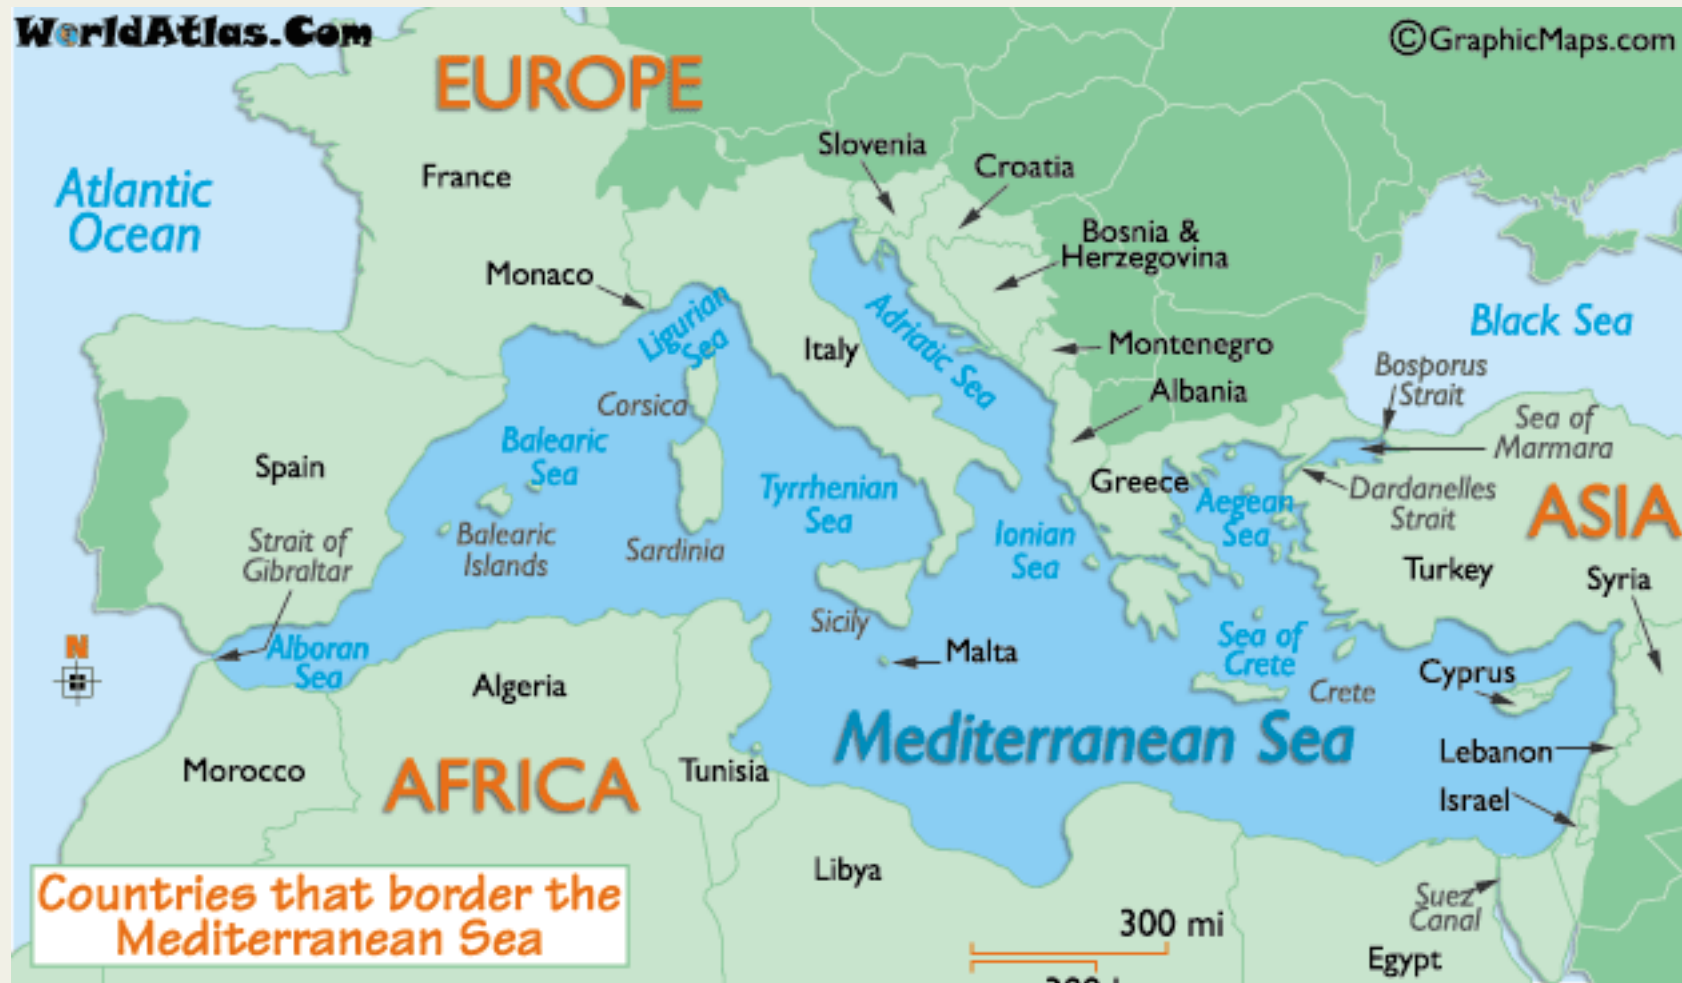 WorldAtlas.Com
©GraphicMaps.com
EUROPE
Slovenia
Croatia
France
Atlantic
Ocean
Bosnia &
Herzegovina
Monaco
Ligurian
Sea
Adriatic Sea
Black Sea
Italy
Montenegro
Bosporus
Strait
Albania
Corsica
Sea of
Marmara
Balearic
Sea
Spain
Tyrrhenian
Sea
Greece
Aegean
Sea
Dardanelles
Strait
ASIA
Strait of
Gibraltar
Balearic
Islands
Sardinia
Ionian
Sea
Turkey
Syria
Sicily
N
Alboran
Sea
Malta
Sea of
Crete
Crete
Cyprus
Algeria
Mediterranean Sea
Lebanon
Morocco
AFRICA
Tunisia
Israel
Libya
Countries that border the
Mediterranean Sea
Suez
Canal
300 mi
Egypt